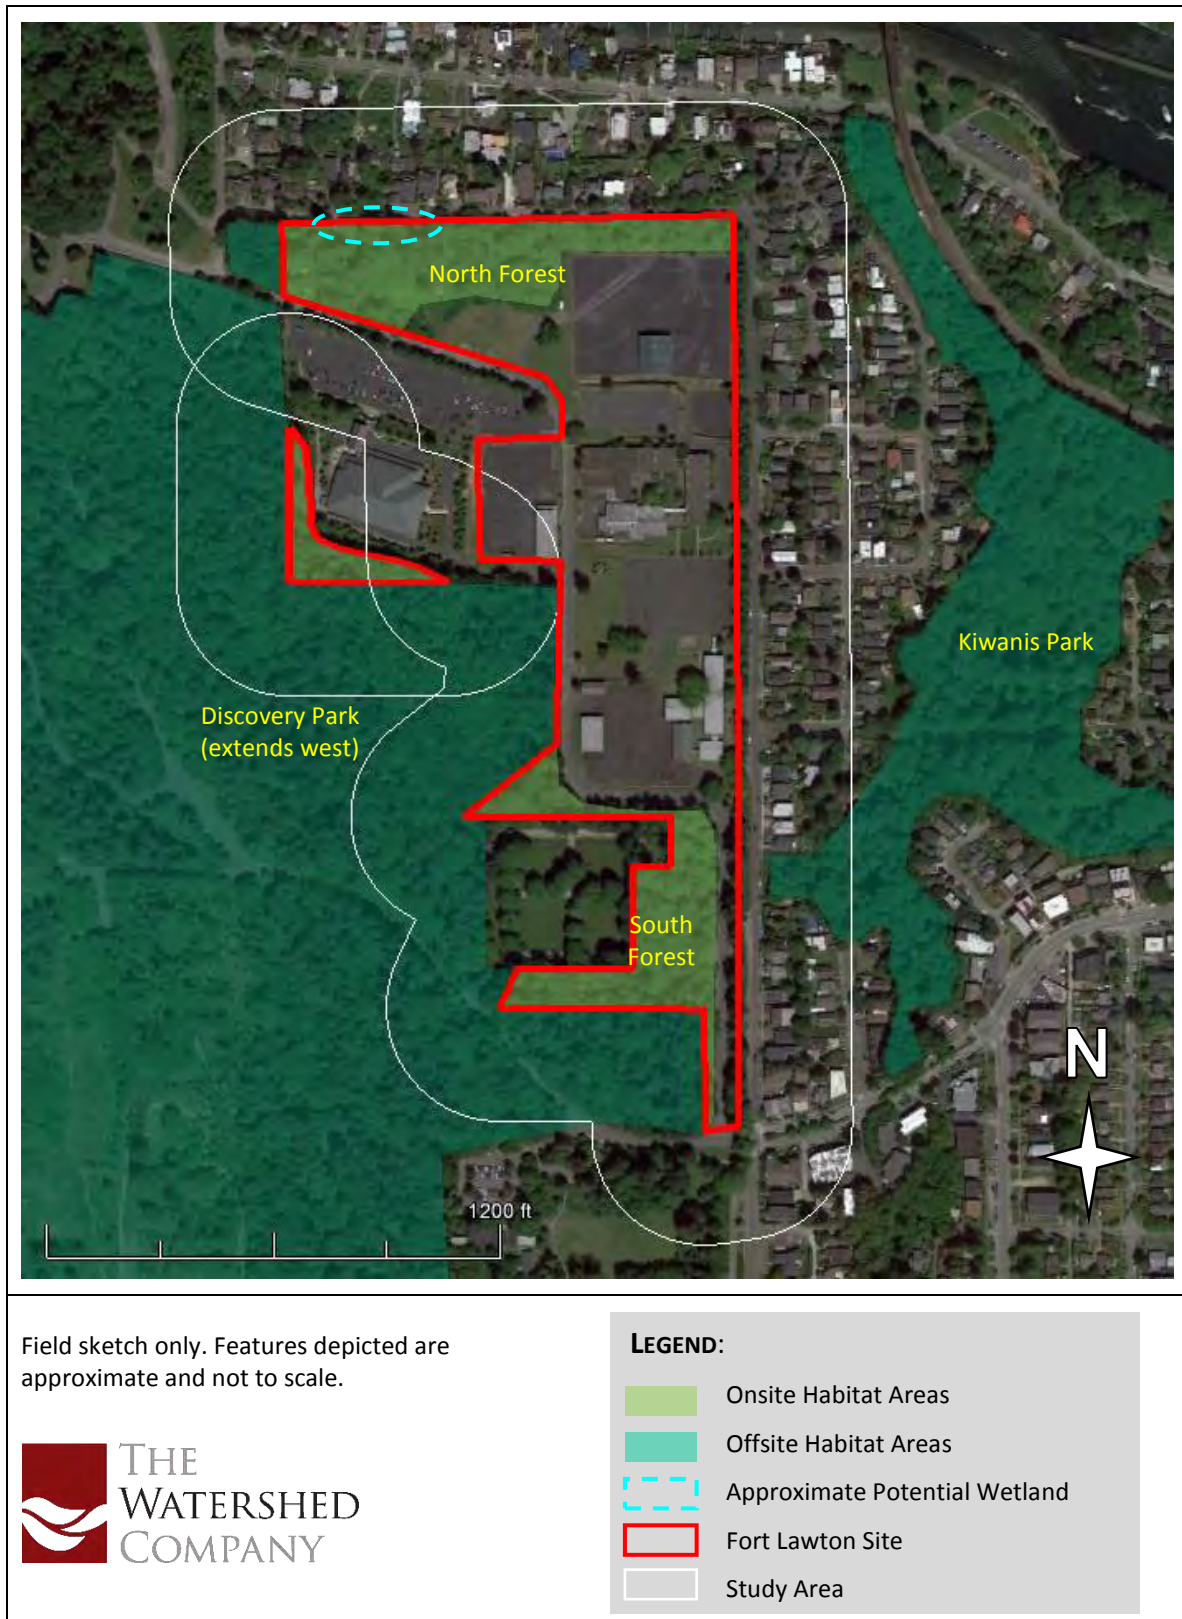 North Forest
Kiwanis Park
Discovery Park
(extends west)
South
Forest
N
1200 ft
Field sketch only. Features depicted are
approximate and not to scale.
THE
WATERSHED
COMPANY
LEGEND:
Onsite Habitat Areas
Offsite Habitat Areas
Approximate Potential Wetland
Fort Lawton Site
Study Area